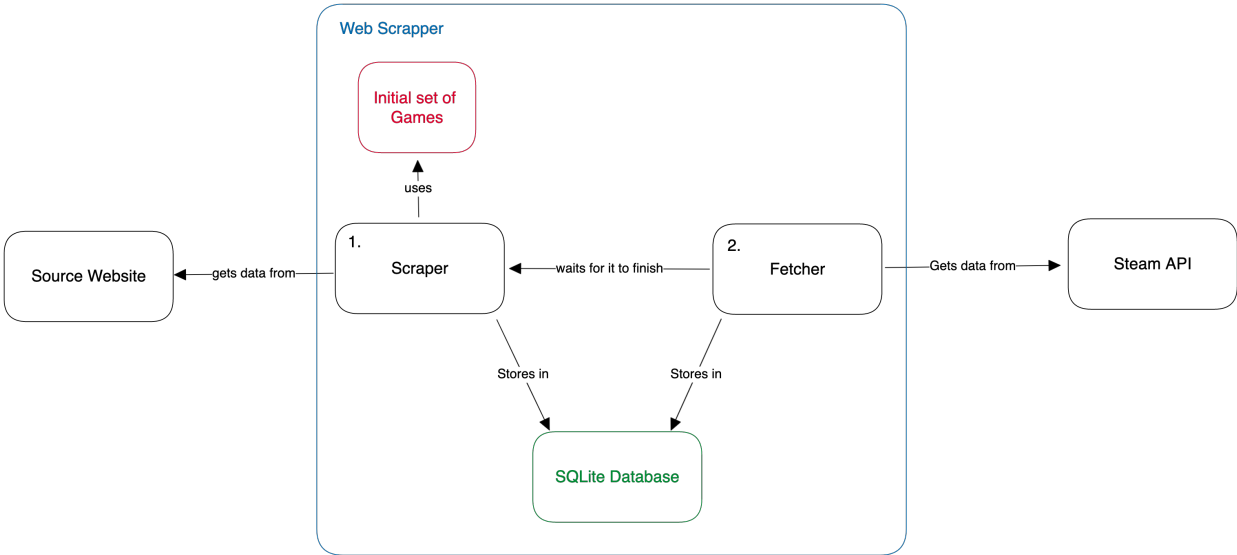 Web Scrapper
Initial set of
Games
uses
1.
Scraper
2.
Fetcher
Source Website
gets data from
waits for it to finish
Gets data from
Steam API
Stores in
Stores in
SQLite Database